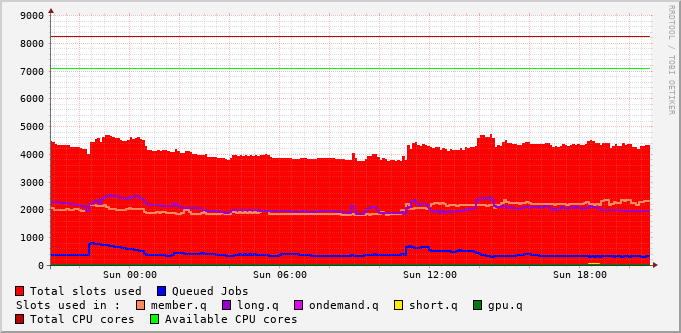 RRDTOOL / TOBI OETIKER
9000
8000
7000
6000
5000
4000
3000
2000
1000
0
Sun 00:00 Sun 06:00 Sun 12:00 Sun 18:00
Total slots used Queued Jobs
Slots used in : member.q long.q ondemand.q short.q gpu.q
Total CPU cores Available CPU cores